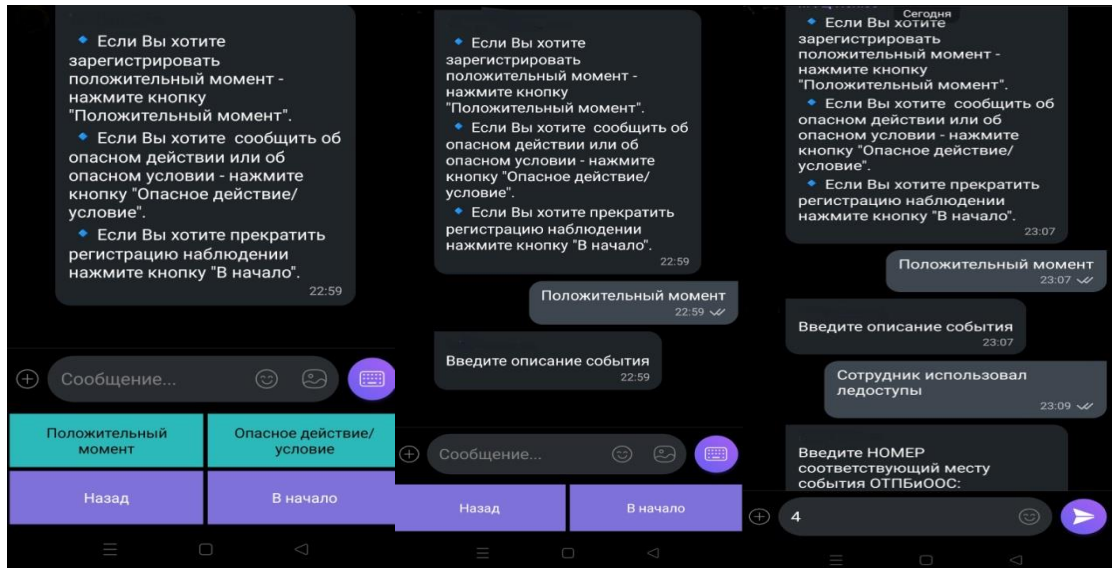 🔹 Если Вы хотите
зарегистрировать
положительный момент -
нажмите кнопку
"Положительный момент".
🔹 Если Вы хотите  сообщить об
опасном действии или об
опасном условии - нажмите
кнопку "Опасное действие/
условие".
🔹 Если Вы хотите прекратить
регистрацию наблюдении
нажмите кнопку "В начало".
22:59
Сообщение...
Положительный
момент
Опасное действие/
условие
Назад
В начало
🔹 Если Вы хотите
зарегистрировать
положительный момент -
нажмите кнопку
"Положительный момент".
🔹 Если Вы хотите  сообщить об
опасном действии или об
опасном условии - нажмите
кнопку "Опасное действие/
условие".
🔹 Если Вы хотите прекратить
регистрацию наблюдении
нажмите кнопку "В начало".
22:59
Положительный момент
22:59
Введите описание события
22:59
Сообщение...
Назад
В начало
Сегодня
🔹 Если Вы хотите
зарегистрировать
положительный момент -
нажмите кнопку
"Положительный момент".
🔹 Если Вы хотите  сообщить об
опасном действии или об
опасном условии - нажмите
кнопку "Опасное действие/
условие".
🔹 Если Вы хотите прекратить
регистрацию наблюдении
нажмите кнопку "В начало".
23:07
Положительный момент
23:07
Введите описание события
23:07
Сотрудник использовал
ледоступы
23:09
Введите НОМЕР
соответствующий месту
события ОТПБиООС:
4